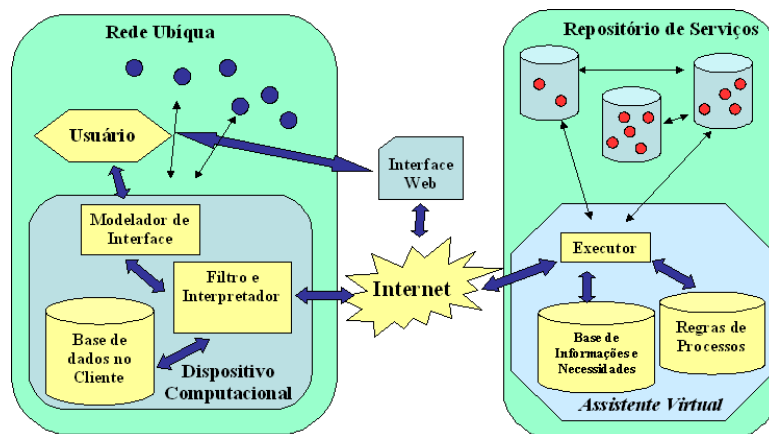 Rede Ubíqua
Usuário
Modelador de
Interface
Filtro e
Interpretador
Base de
dados no
Cliente
Dispositivo
Computacional
Interface
Web
Internet
Repositório de Serviços
Executor
Base de
Informações e
Necessidades
Regras de
Processos
Assistente Virtual